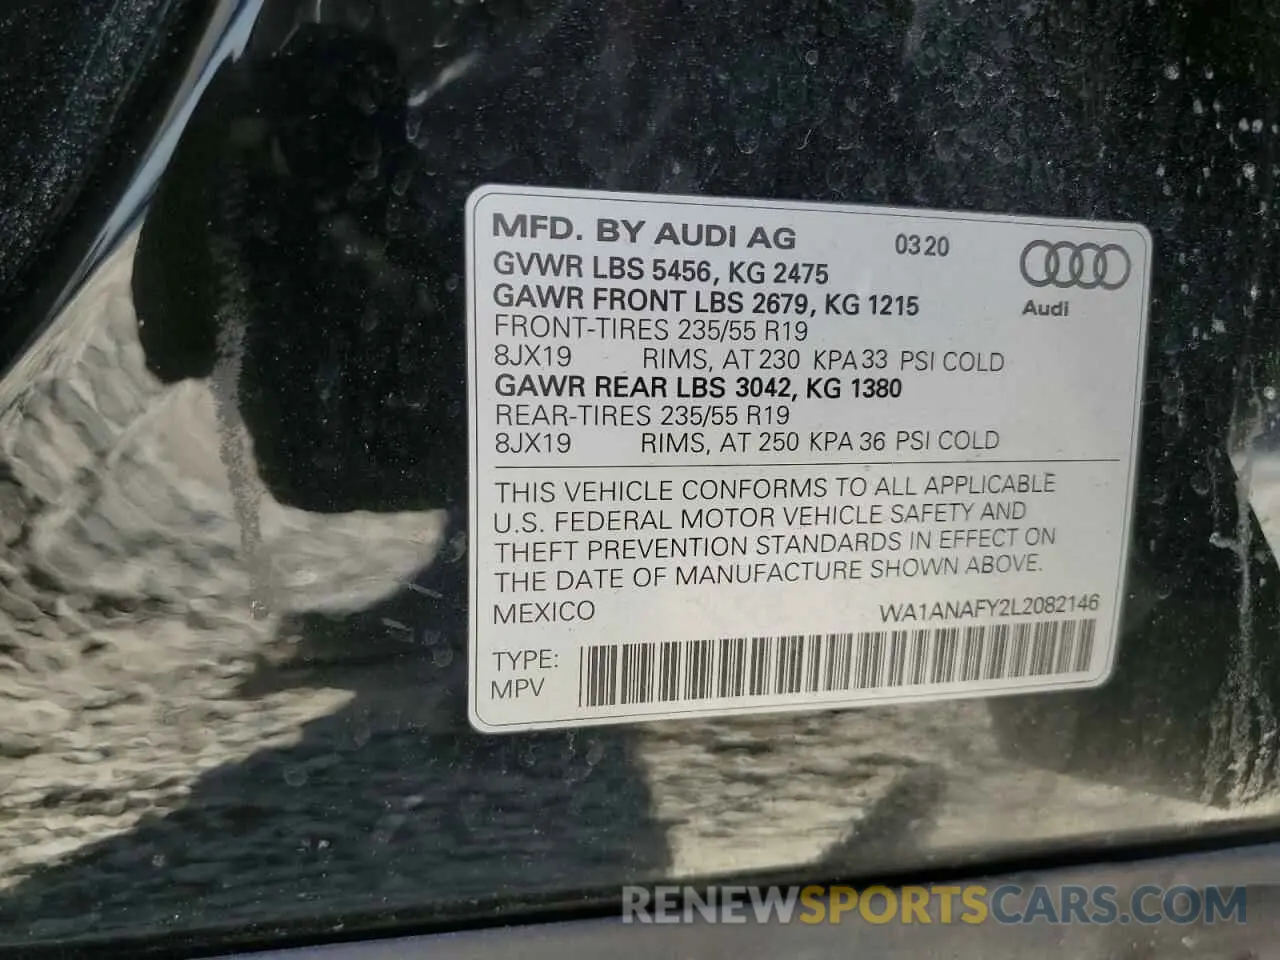 MFD. BY AUDI AG 0320
GVWR LBS 5456, KG 2475
GAWR FRONT LBS 2679, KG 1215
Audi
FRONT-TIRES 235/55 R19
8JX19 RIMS, AT 230 KPA 33 PSI COLD
GAWR REAR LBS 3042, KG 1380
REAR-TIRES 235/55 R19
8JX19 RIMS, AT 250 KPA 36 PSI COLD
THIS VEHICLE CONFORMS TO ALL APPLICABLE
U.S. FEDERAL MOTOR VEHICLE SAFETY AND
THEFT PREVENTION STANDARDS IN EFFECT ON
THE DATE OF MANUFACTURE SHOWN ABOVE.
MEXICO WA1ANAFY2L2082146
TYPE:
MPV
RENEWSPORTSCARS.COM